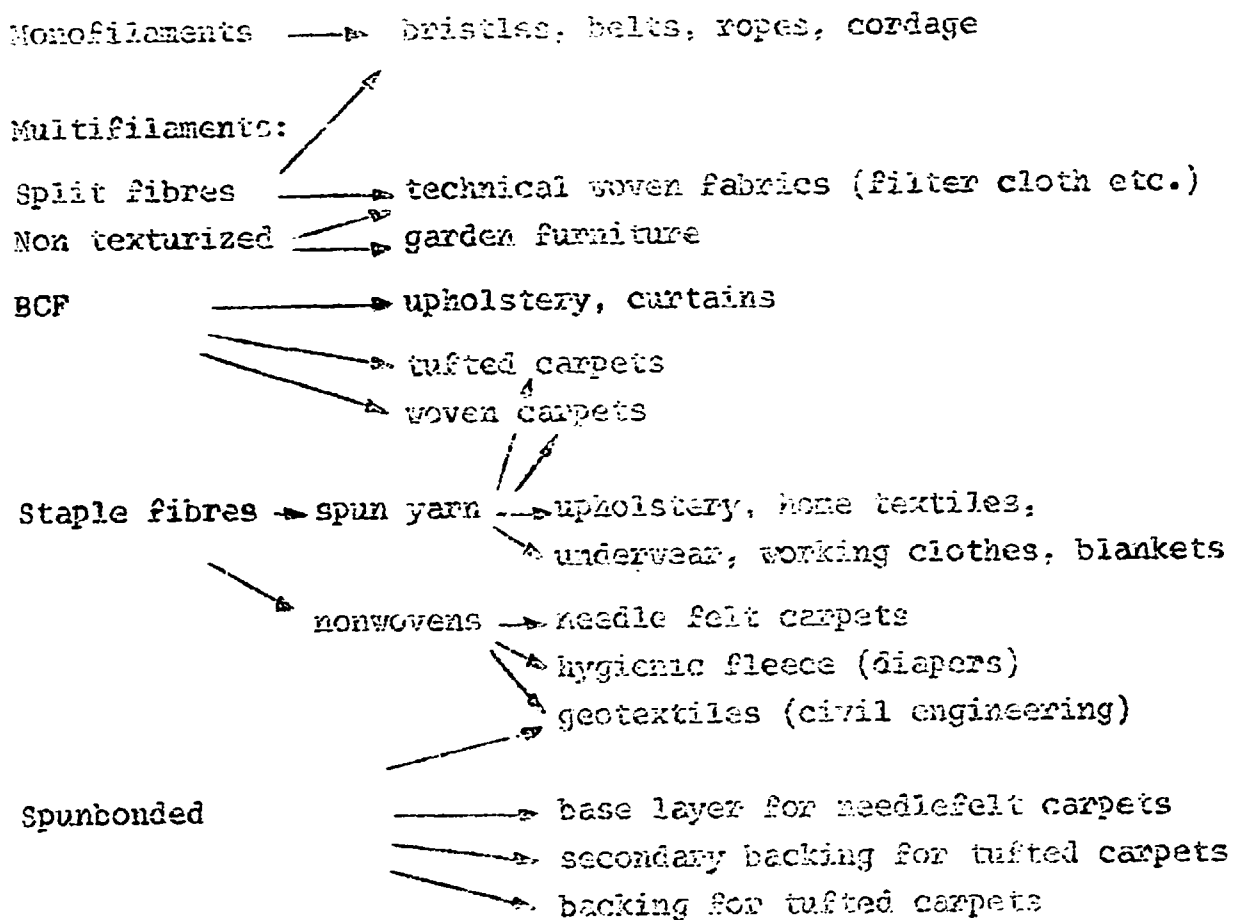 Monofilaments bristles, belts, ropes, cordage
Multifilaments:
Split fibres technical woven fabrics (filter cloth etc.)
Non texturized garden furniture
BCF upholstery, curtains
tufted carpets
woven carpets
Staple fibres spun yarn upholstery, home textiles,
underwear, working clothes, blankets
nonwovens needle felt carpets
hygienic fleece (diapers)
geotextiles (civil engineering)
Spunbonded base layer for needlefelt carpets
secondary backing for tufted carpets
backing for tufted carpets